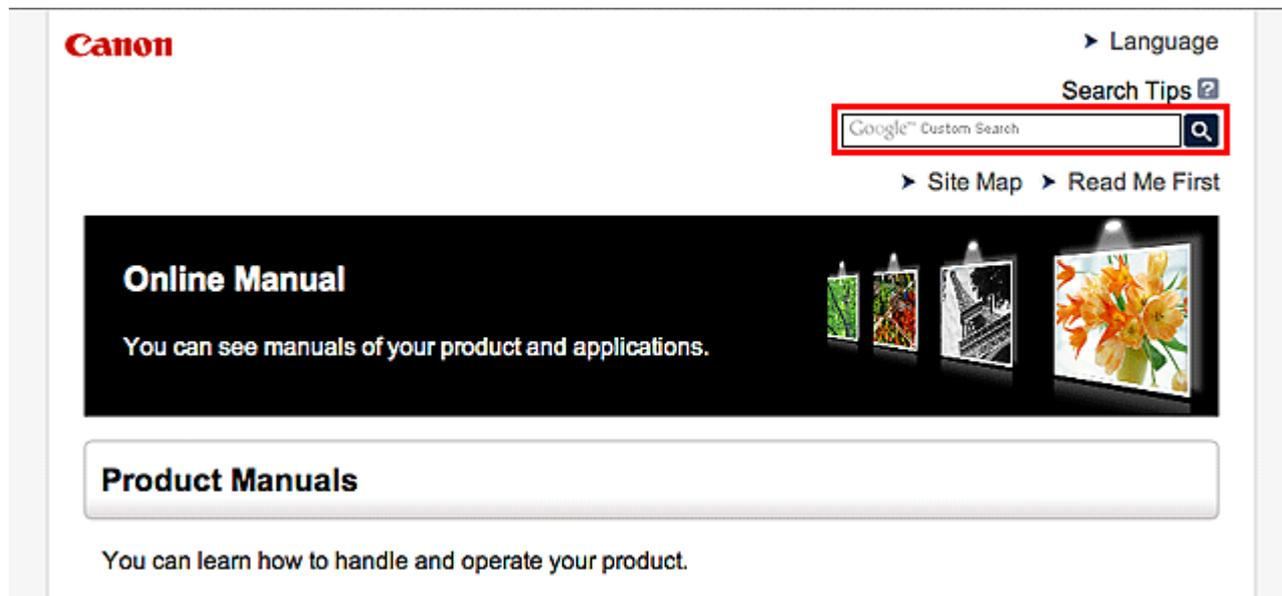 Canon
➤ Language
Search Tips ?
Google™ Custom Search
➤ Site Map ➤ Read Me First
Online Manual
You can see manuals of your product and applications.
Product Manuals
You can learn how to handle and operate your product.